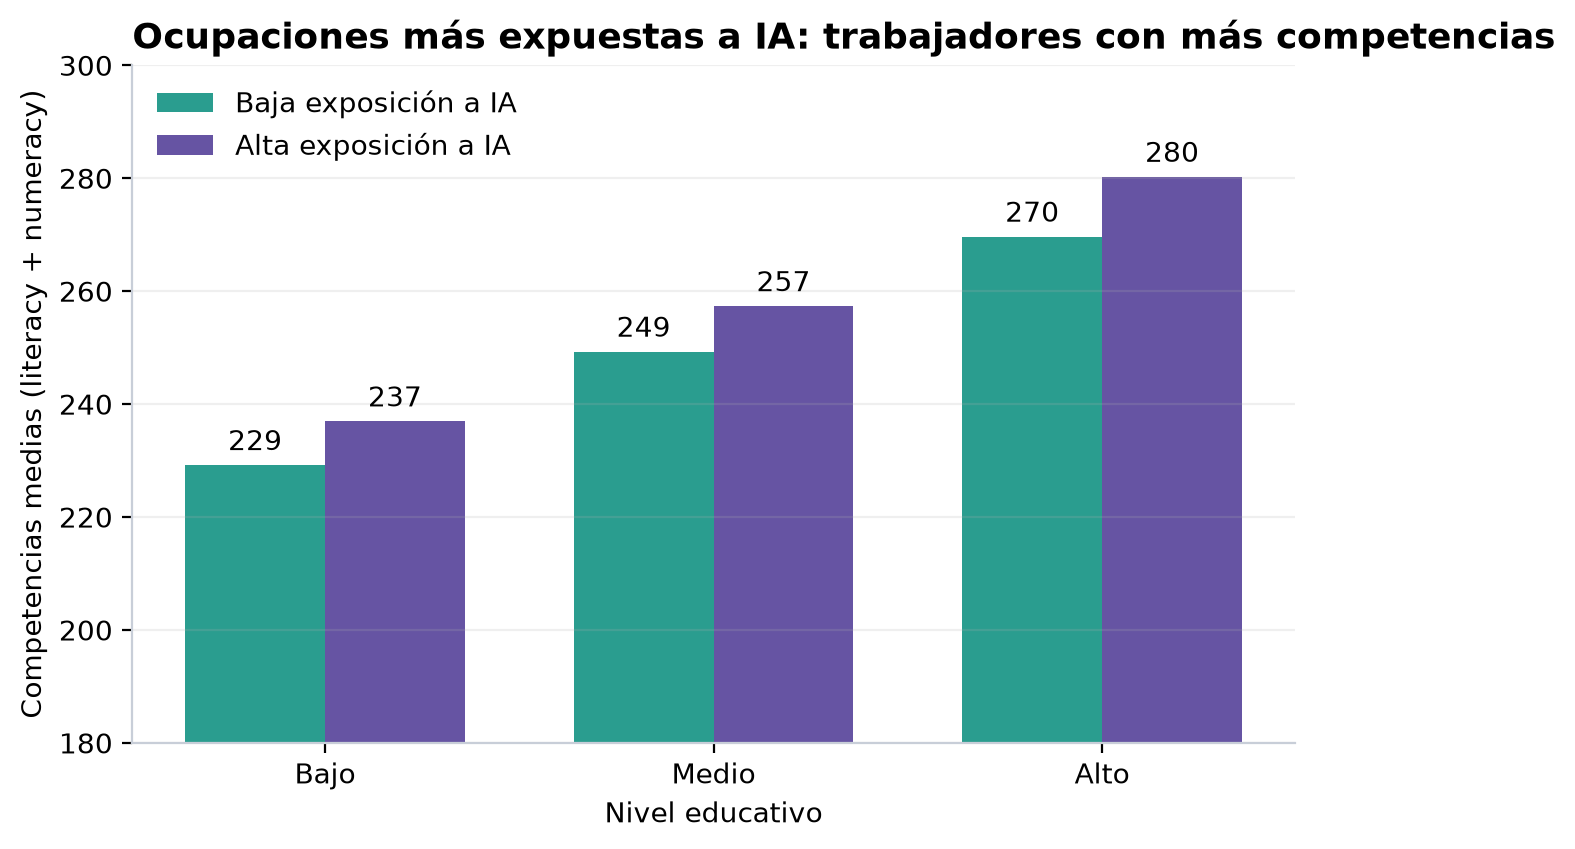 Ocupaciones más expuestas a IA: trabajadores con más competencias
Baja exposición a IA
Alta exposición a IA
Competencias medias (literacy + numeracy)
300
280
260
240
220
200
180
229
237
249
257
270
280
Bajo
Medio
Alto
Nivel educativo